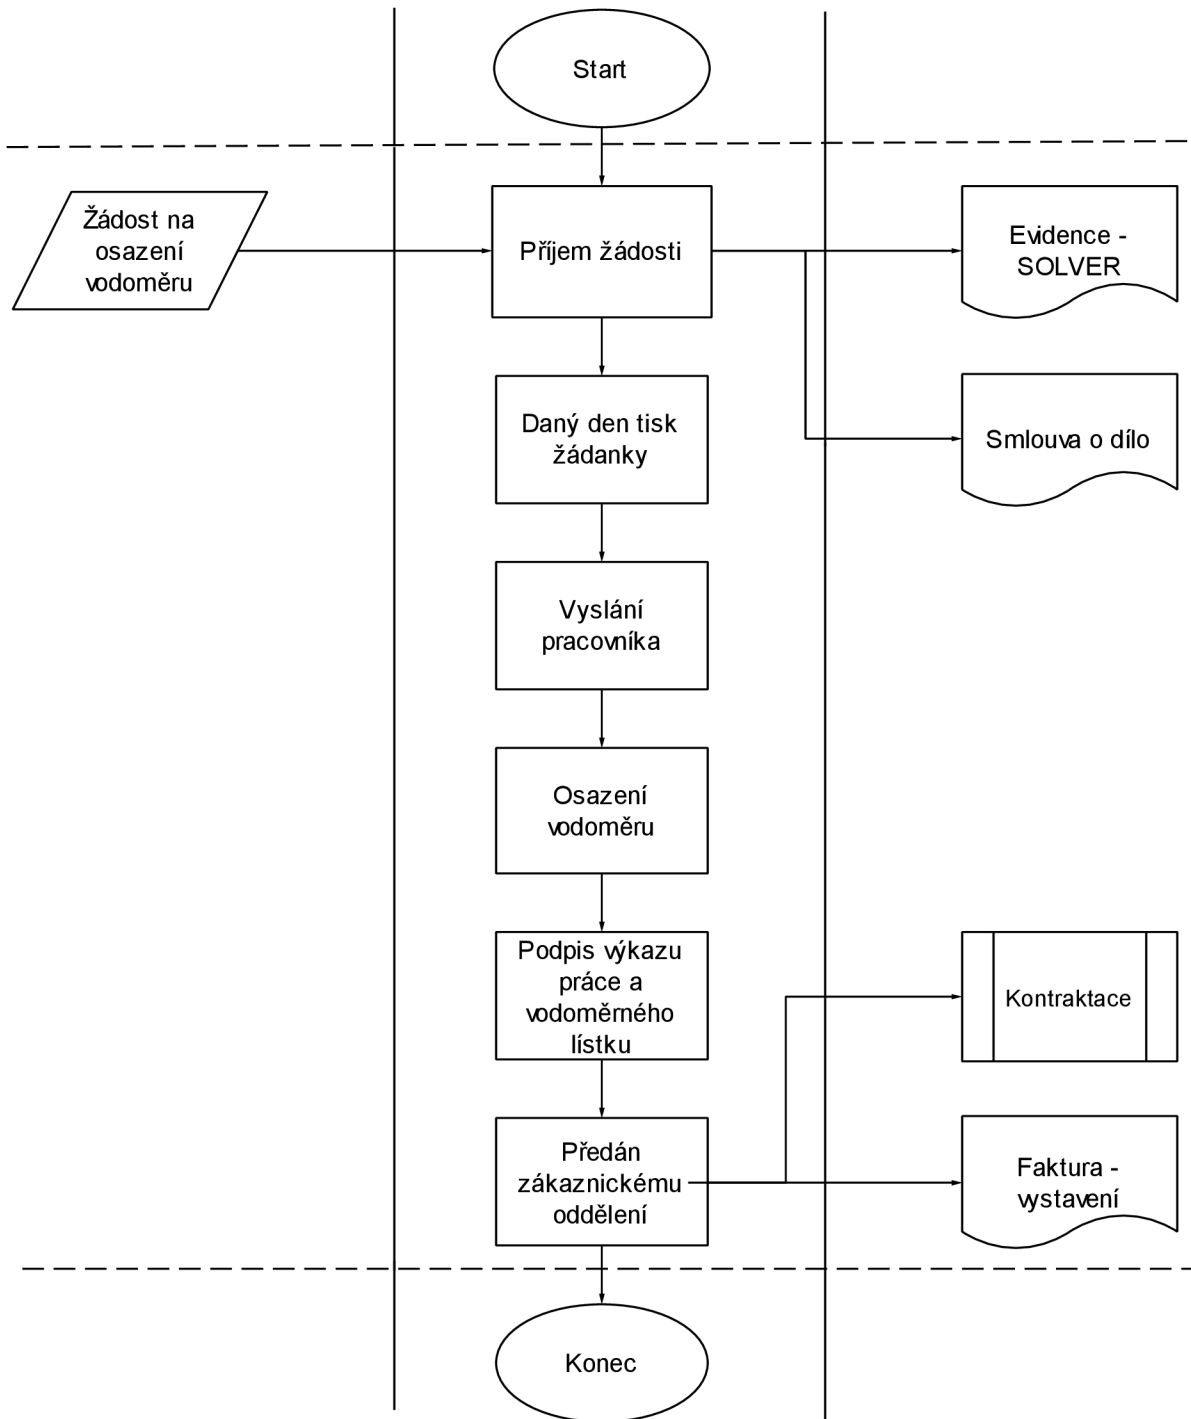 Start
Žádost na
osazení
vodoměru
Příjem žádosti
Evidence -
SOLVER
Daný den tisk
žádanky
Smlouva o dílo
Vyslání
pracovníka
Osazení
vodoměru
Podpis výkazu
práce a
vodoměrného
lístku
Kontraktace
Předán
zákaznickému
oddělení
Faktura -
vystavení
Konec